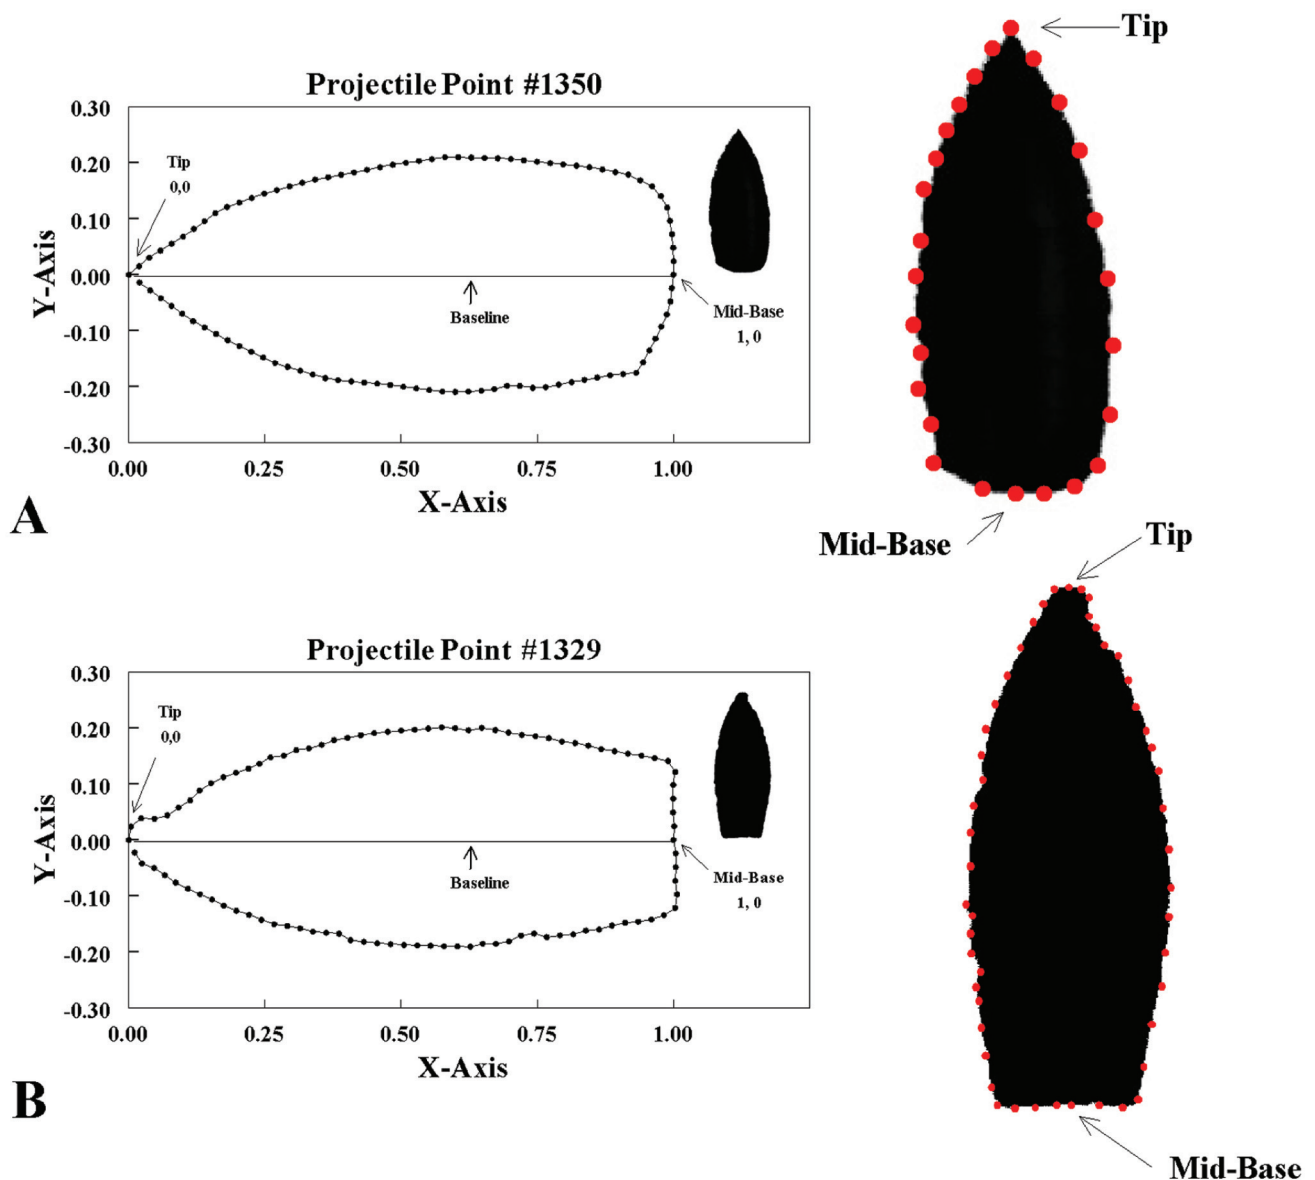 Tip
Projectile Point #1350
0.30
0.20
0.10
0.00
-0.10
-0.20
-0.30
Y-Axis
Tip
0,0
Baseline
Mid-Base
1, 0
0.00 0.25 0.50 0.75 1.00
X-Axis
A
Mid-Base
Tip
Projectile Point #1329
0.30
0.20
0.10
0.00
-0.10
-0.20
-0.30
Y-Axis
Tip
0,0
Baseline
Mid-Base
1, 0
0.00 0.25 0.50 0.75 1.00
X-Axis
B
Mid-Base